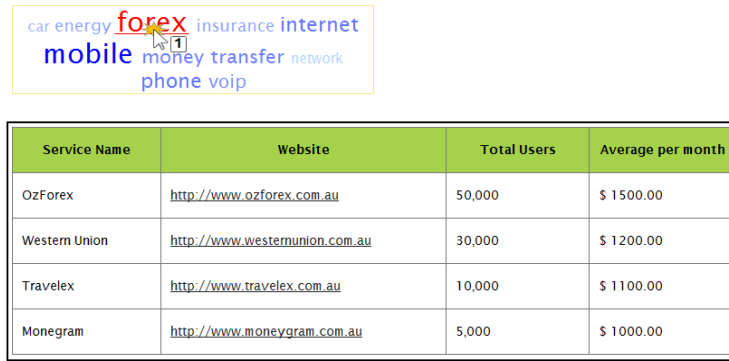 car energy forex insurance internet
1
mobile money transfer network
phone voip
Service Name Website Total Users Average per month
OzForex http://www.ozforex.com.au 50,000 $ 1500.00
Western Union http://www.westernunion.com.au 30,000 $ 1200.00
Travelex http://www.travelex.com.au 10,000 $ 1100.00
Monegram http://www.moneygram.com.au 5,000 $ 1000.00